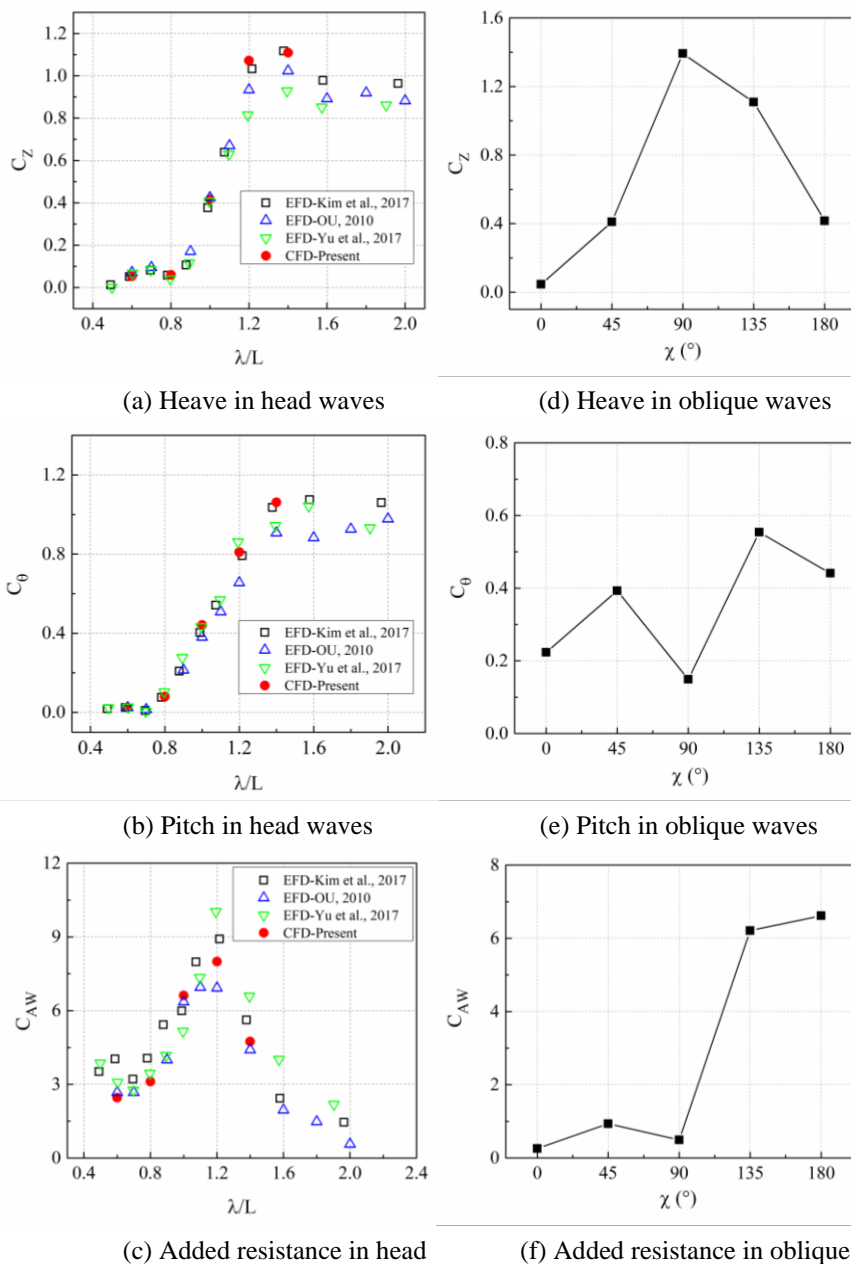 1.2
1.0
0.8
0.6
0.4
0.2
0.0
C_Z
EFD-Kim et al., 2017
EFD-OU, 2010
EFD-Yu et al., 2017
CFD-Present
0.4 0.8 1.2 1.6 2.0
λ/L
(a) Heave in head waves
1.6
1.2
0.8
0.4
0.0
C_Z
0 45 90 135 180
χ (°)
(d) Heave in oblique waves
1.2
0.8
0.4
0.0
C_θ
EFD-Kim et al., 2017
EFD-OU, 2010
EFD-Yu et al., 2017
CFD-Present
0.4 0.8 1.2 1.6 2.0
λ/L
(b) Pitch in head waves
0.8
0.6
0.4
0.2
0.0
C_θ
0 45 90 135 180
χ (°)
(e) Pitch in oblique waves
12
9
6
3
0
C_AW
EFD-Kim et al., 2017
EFD-OU, 2010
EFD-Yu et al., 2017
CFD-Present
0.4 0.8 1.2 1.6 2.0 2.4
λ/L
(c) Added resistance in head
8
6
4
2
0
C_AW
0 45 90 135 180
χ (°)
(f) Added resistance in oblique